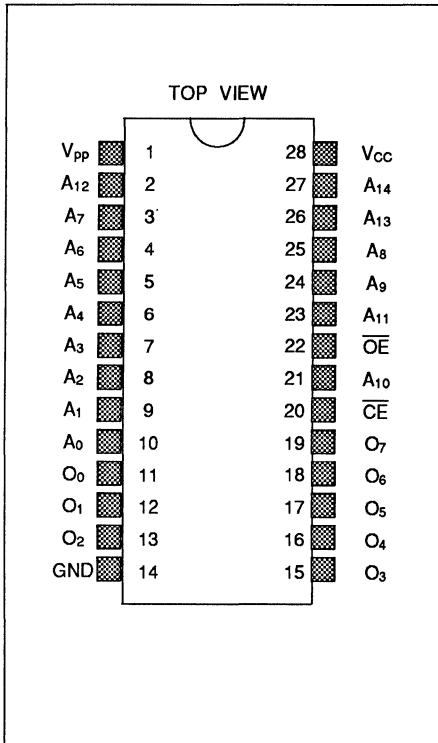 TOP VIEW
VPP 1 28 VCC
A12 2 27 A14
A7 3 26 A13
A6 4 25 A8
A5 5 24 A9
A4 6 23 A11
A3 7 22 O̅E̅
A2 8 21 A10
A1 9 20 C̅E̅
A0 10 19 O7
O0 11 18 O6
O1 12 17 O5
O2 13 16 O4
GND 14 15 O3